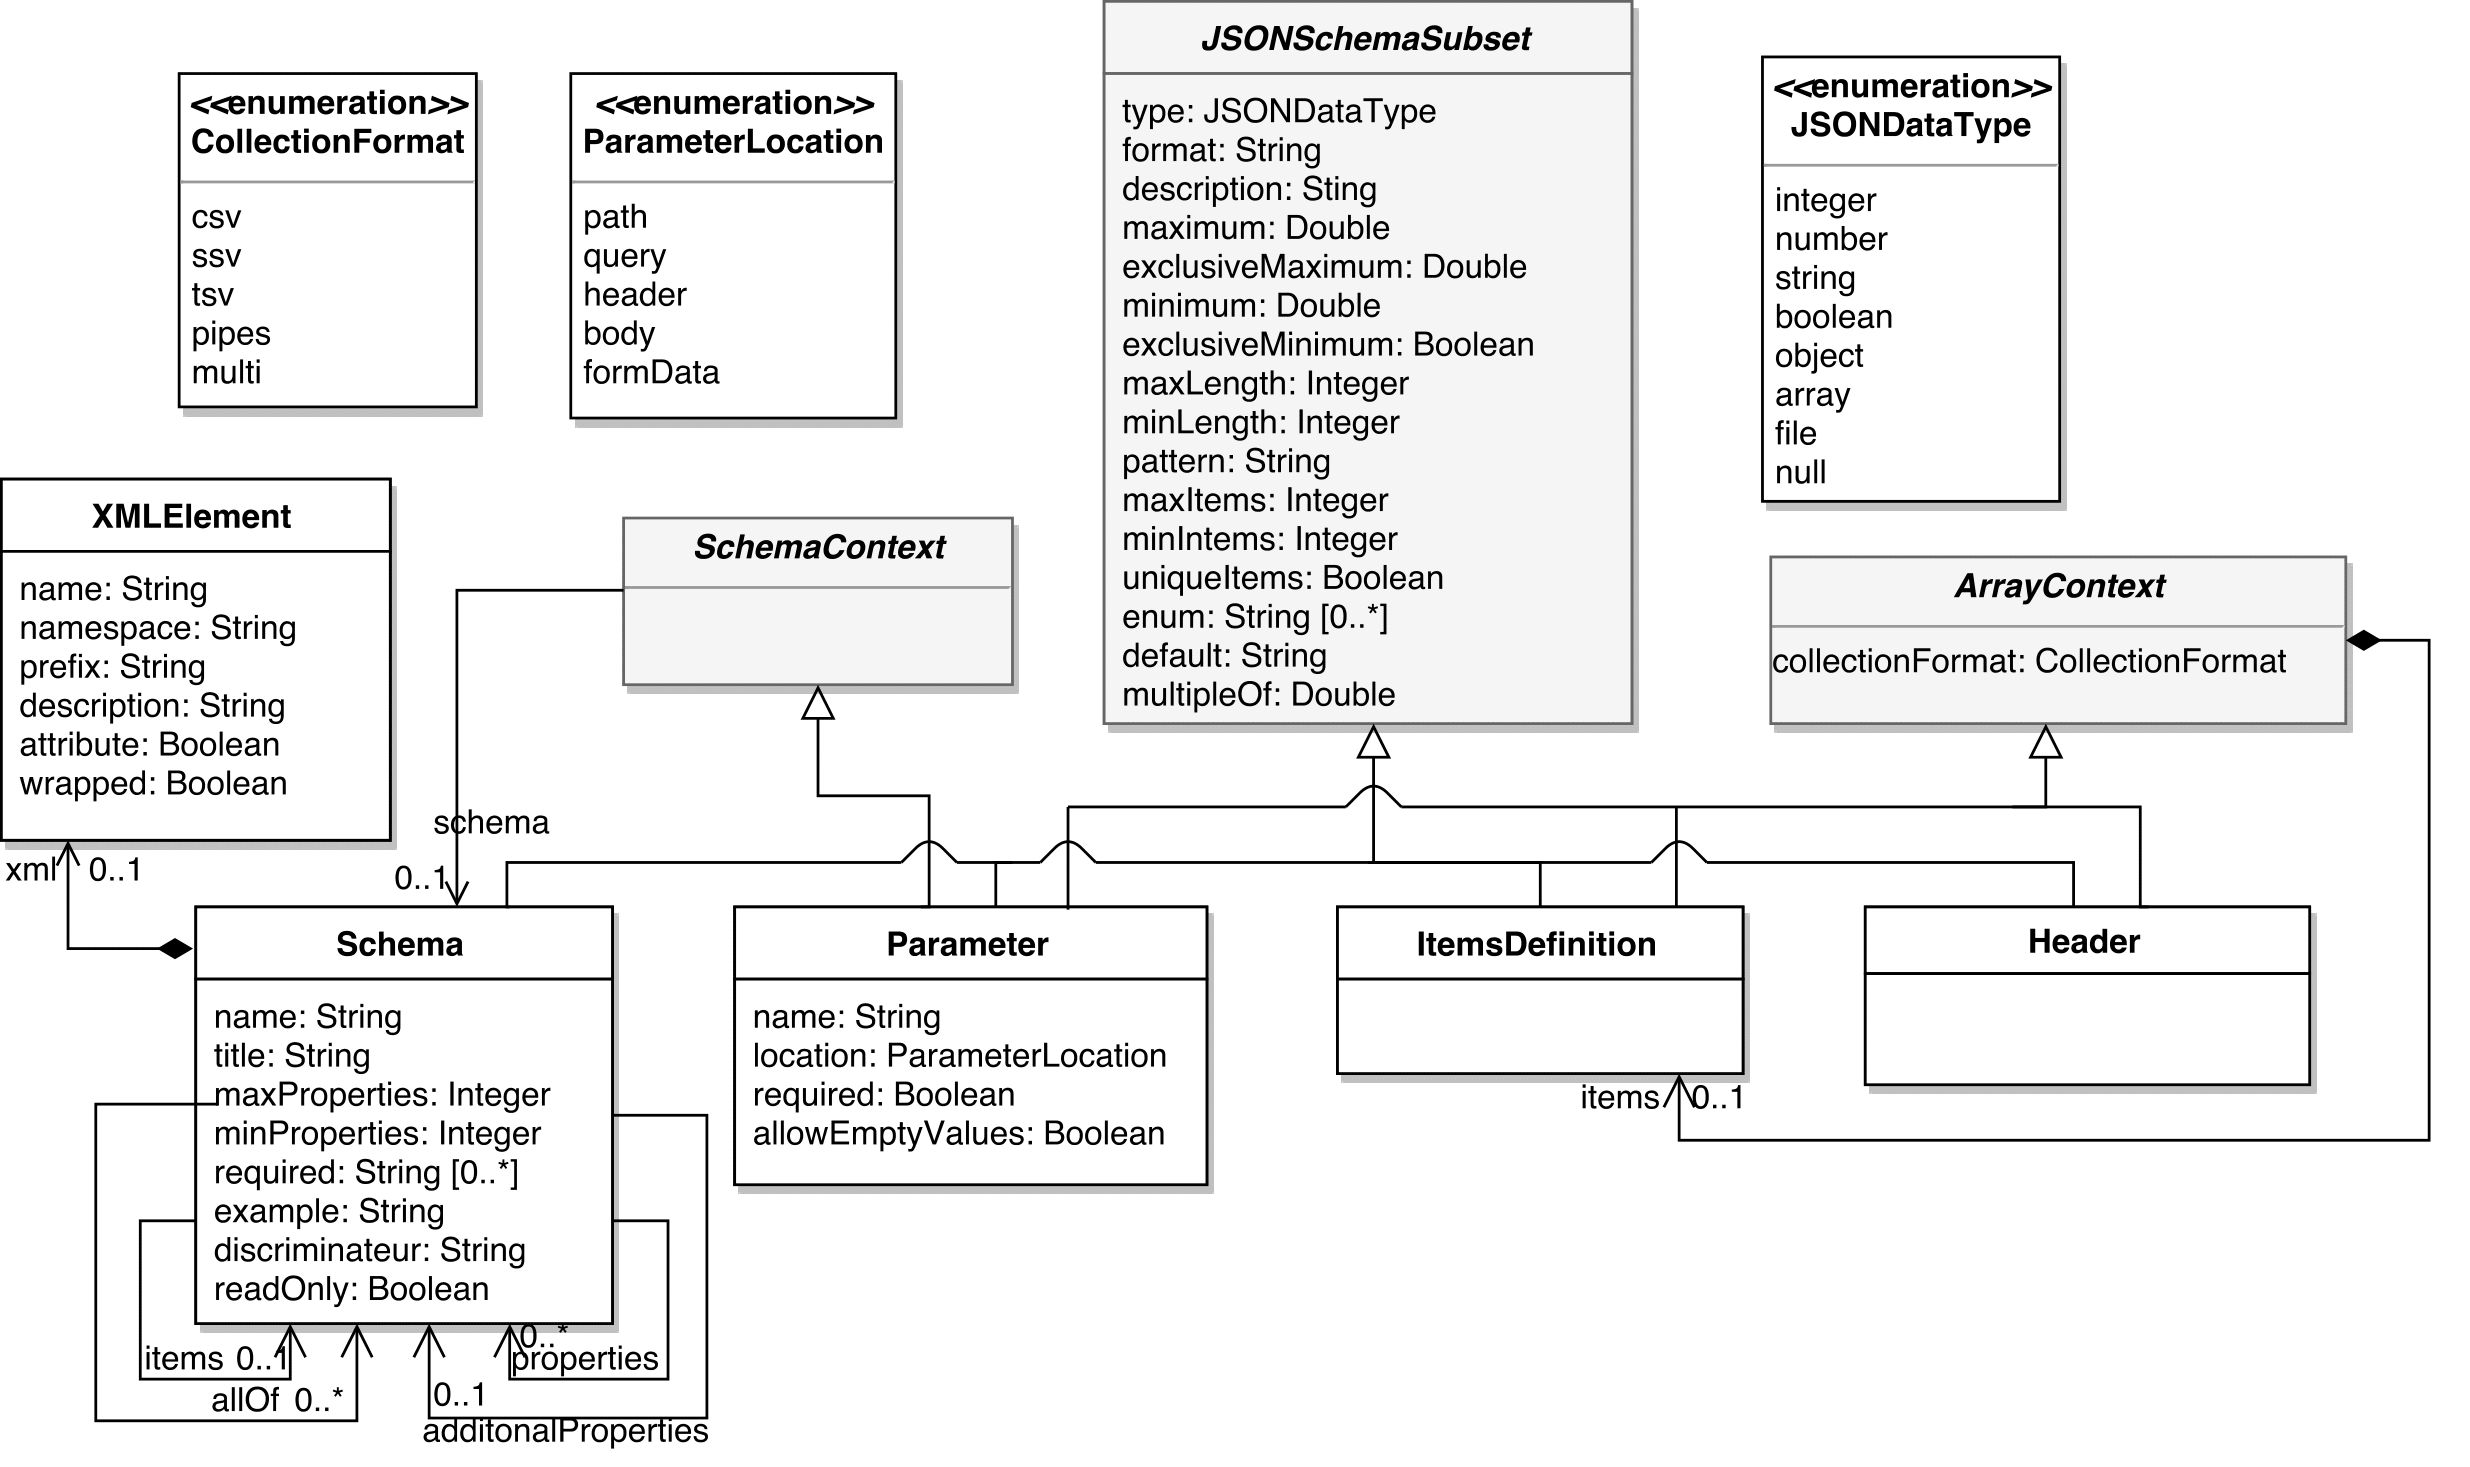 <<enumeration>>
CollectionFormat
csv
ssv
tsv
pipes
multi
<<enumeration>>
ParameterLocation
path
query
header
body
formData
JSONSchemaSubset
type: JSONDataType
format: String
description: Sting
maximum: Double
exclusiveMaximum: Double
minimum: Double
exclusiveMinimum: Boolean
maxLength: Integer
minLength: Integer
pattern: String
maxItems: Integer
minIntems: Integer
uniqueItems: Boolean
enum: String [0..*]
default: String
multipleOf: Double
<<enumeration>>
JSONDataType
integer
number
string
boolean
object
array
file
null
XMLElement
name: String
namespace: String
prefix: String
description: String
attribute: Boolean
wrapped: Boolean
SchemaContext
ArrayContext
collectionFormat: CollectionFormat
schema
0..1
xml 0..1
Schema
name: String
title: String
maxProperties: Integer
minProperties: Integer
required: String [0..*]
example: String
discriminateur: String
readOnly: Boolean
Parameter
name: String
location: ParameterLocation
required: Boolean
allowEmptyValues: Boolean
ItemsDefinition
Header
items 0..1
0..*
items 0..1
properties
allOf 0..*
0..1
additonalProperties